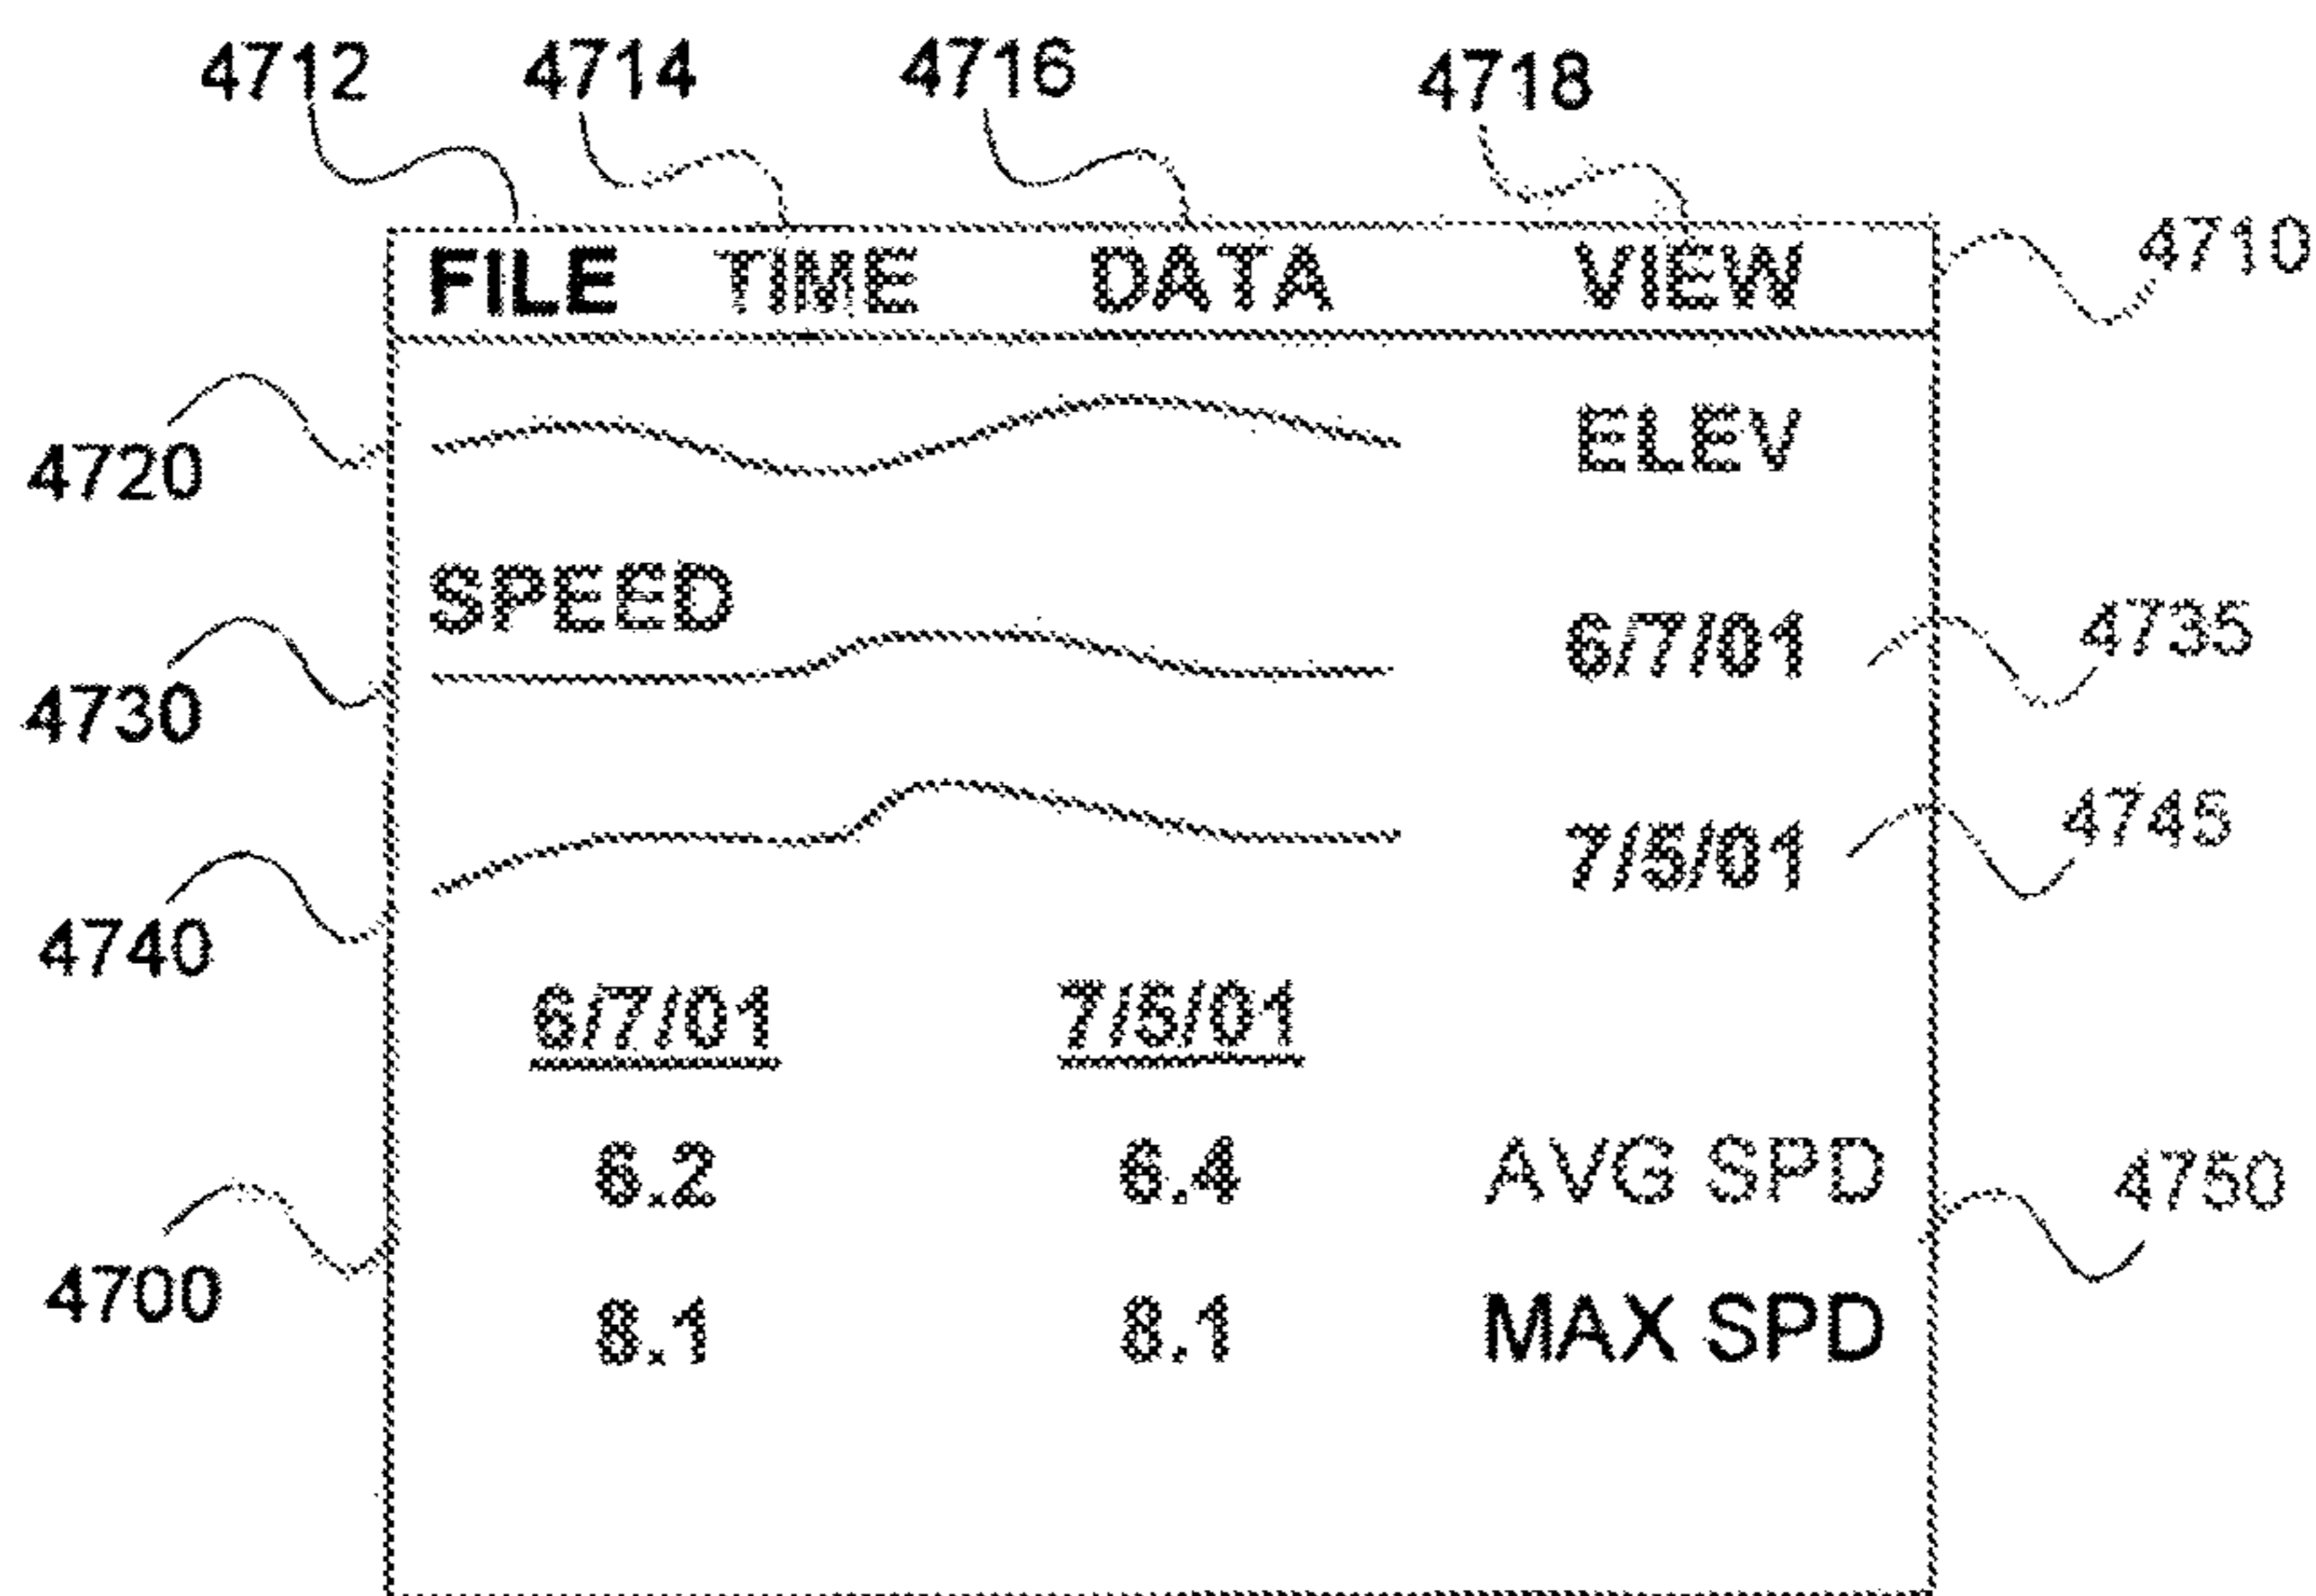 4712 4714 4716 4718
FILE TIME DATA VIEW 4710
ELEV
4720
SPEED
6/7/01 4735
4730
7/5/01 4745
4740
6/7/01 7/5/01
6.2 6.4 AVG SPD 4750
4700
8.1 8.1 MAX SPD